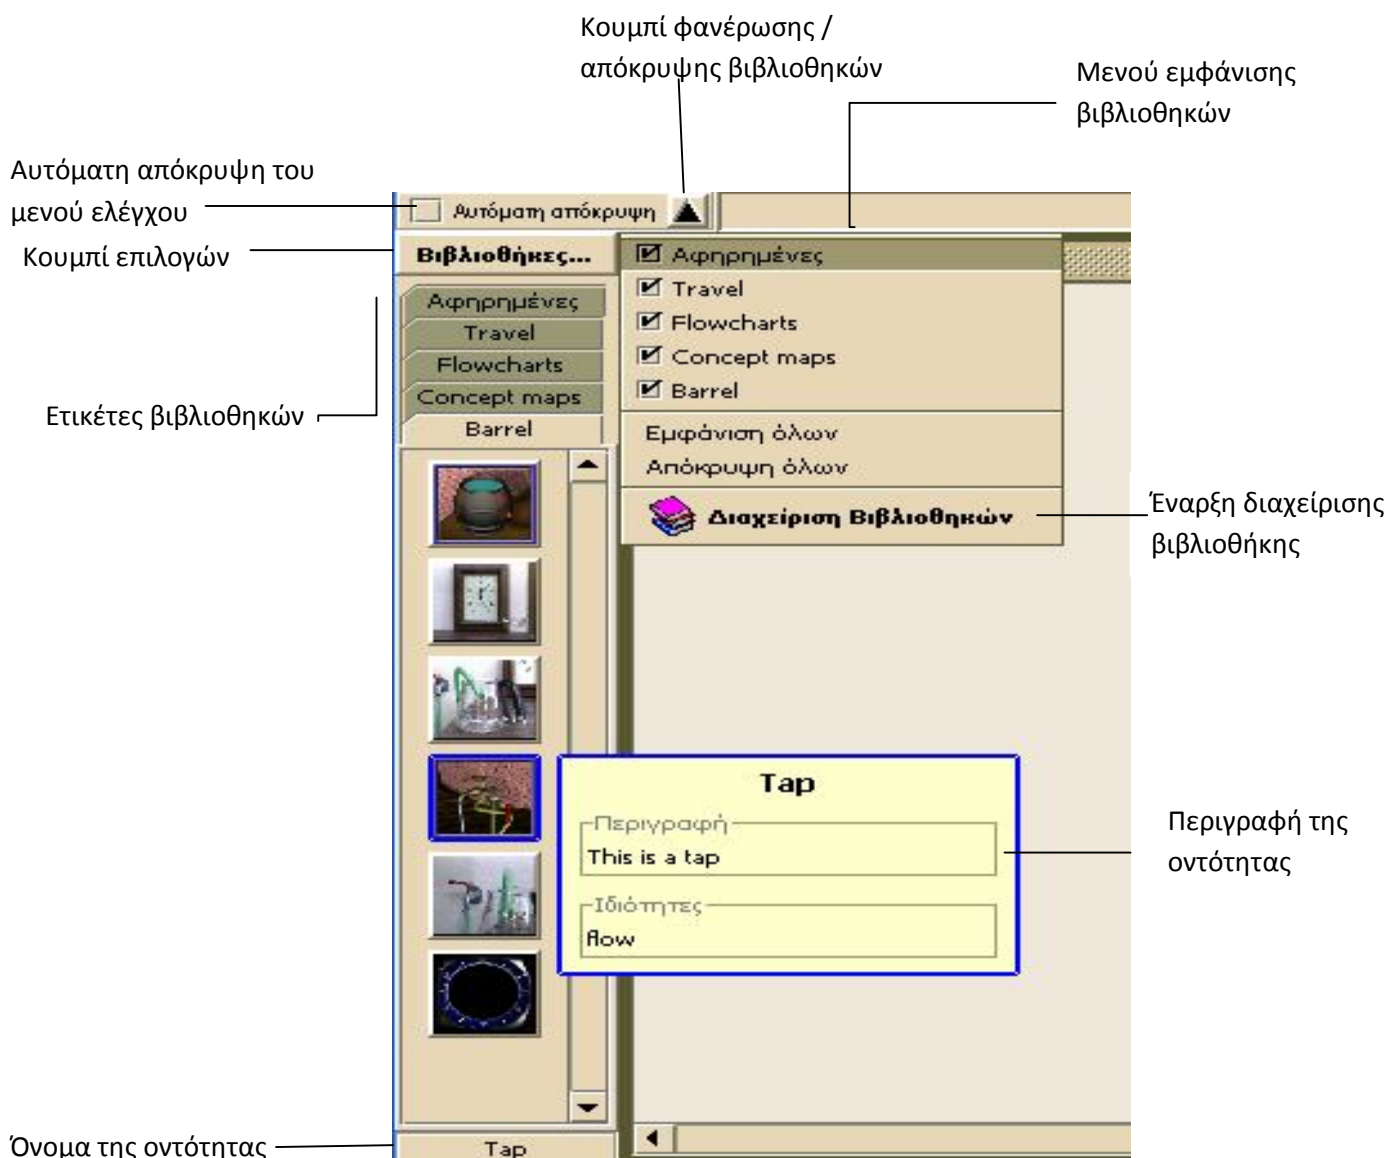 Κουμπί φανέρωσης /
απόκρυψης βιβλιοθηκών
Μενού εμφάνισης
βιβλιοθηκών
Αυτόματη απόκρυψη του
μενού ελέγχου
Κουμπί επιλογών
Αυτόματη απόκρυψη
Βιβλιοθήκες...
Αφηρημένες
Travel
Flowcharts
Concept maps
Barrel
Ετικέτες βιβλιοθηκών
Αφηρημένες
Travel
Flowcharts
Concept maps
Barrel
Εμφάνιση όλων
Απόκρυψη όλων
Διαχείριση Βιβλιοθηκών
Έναρξη διαχείρισης
βιβλιοθήκης
Tap
Περιγραφή
This is a tap
Ιδιότητες
flow
Περιγραφή της
οντότητας
Όνομα της οντότητας
Tap